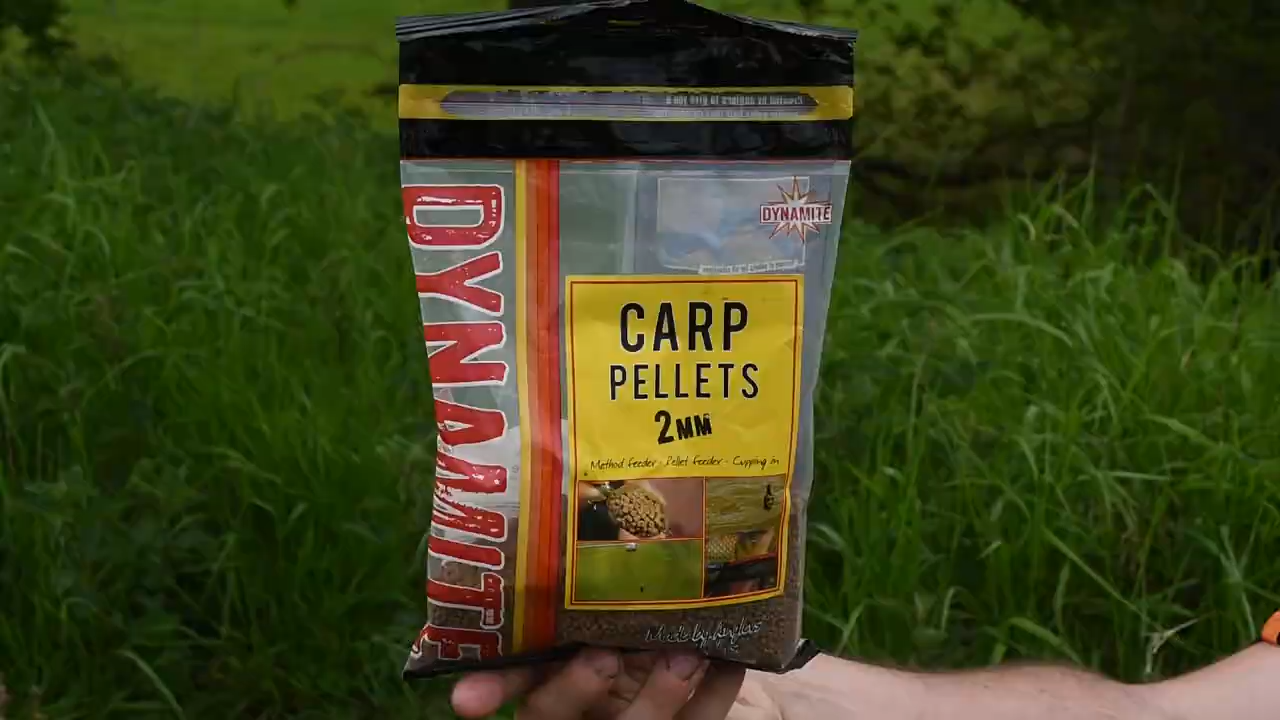 DYNAMITE
DYNAMITE
CARP
PELLETS
2MM
Method feeder - Pellet feeder - Cupping in
Made by Anglers